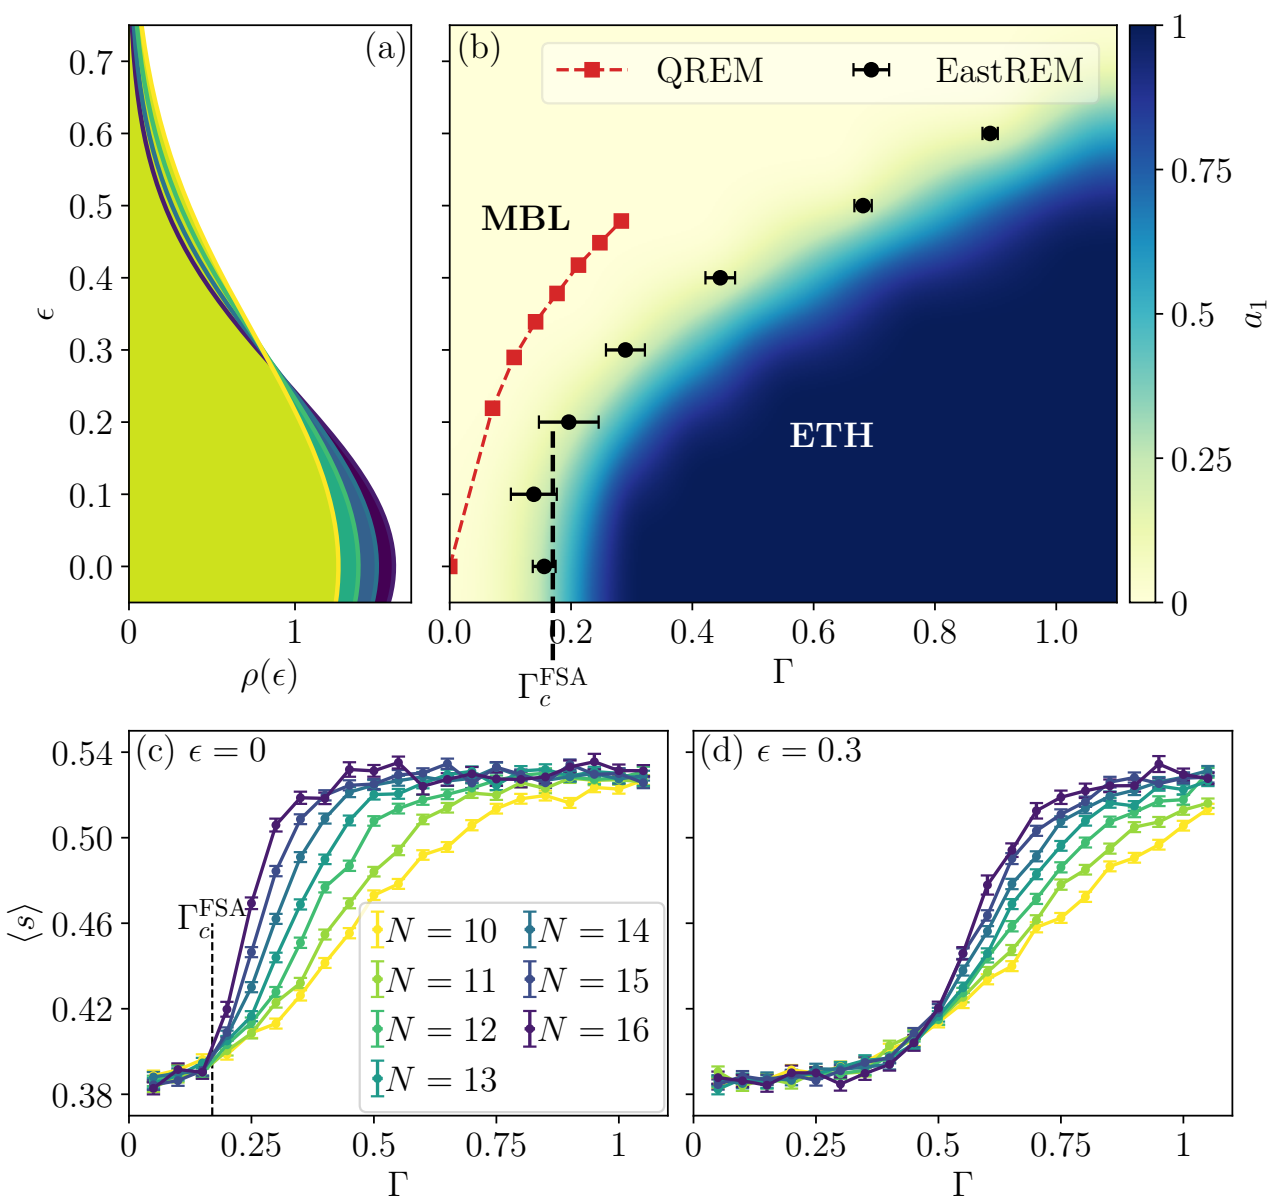 (a)
0.7
0.6
0.5
0.4
0.3
0.2
0.1
0.0
ϵ
0 1
ρ(ϵ)
(b)
QREM EastREM
MBL
ETH
0.0 0.2 0.4 0.6 0.8 1.0
Γ
Γ_c^FSA
1
0.75
0.5
0.25
0
a₁
(c) ϵ = 0
0.54
0.50
0.46
0.42
0.38
⟨s⟩
Γ_c^FSA
N = 10 N = 14
N = 11 N = 15
N = 12 N = 16
N = 13
0 0.25 0.5 0.75 1
Γ
(d) ϵ = 0.3
0 0.25 0.5 0.75 1
Γ